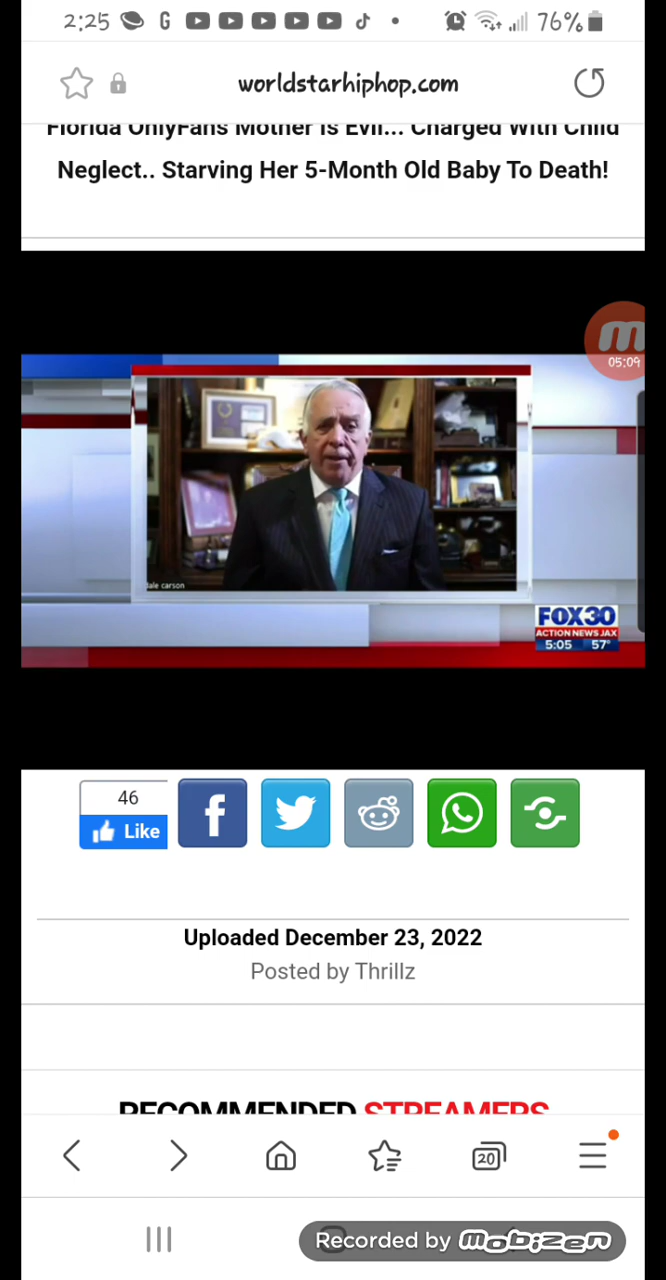 2:25 G 76%
worldstarhiphop.com
Florida OnlyFans Mother Is Evil... Charged With Child
Neglect.. Starving Her 5-Month Old Baby To Death!
05:09
dale carson
FOX30
ACTION NEWS JAX
5:05 57°
46
Like
Uploaded December 23, 2022
Posted by Thrillz
RECOMMENDED STREAMERS
20
Recorded by mobizen